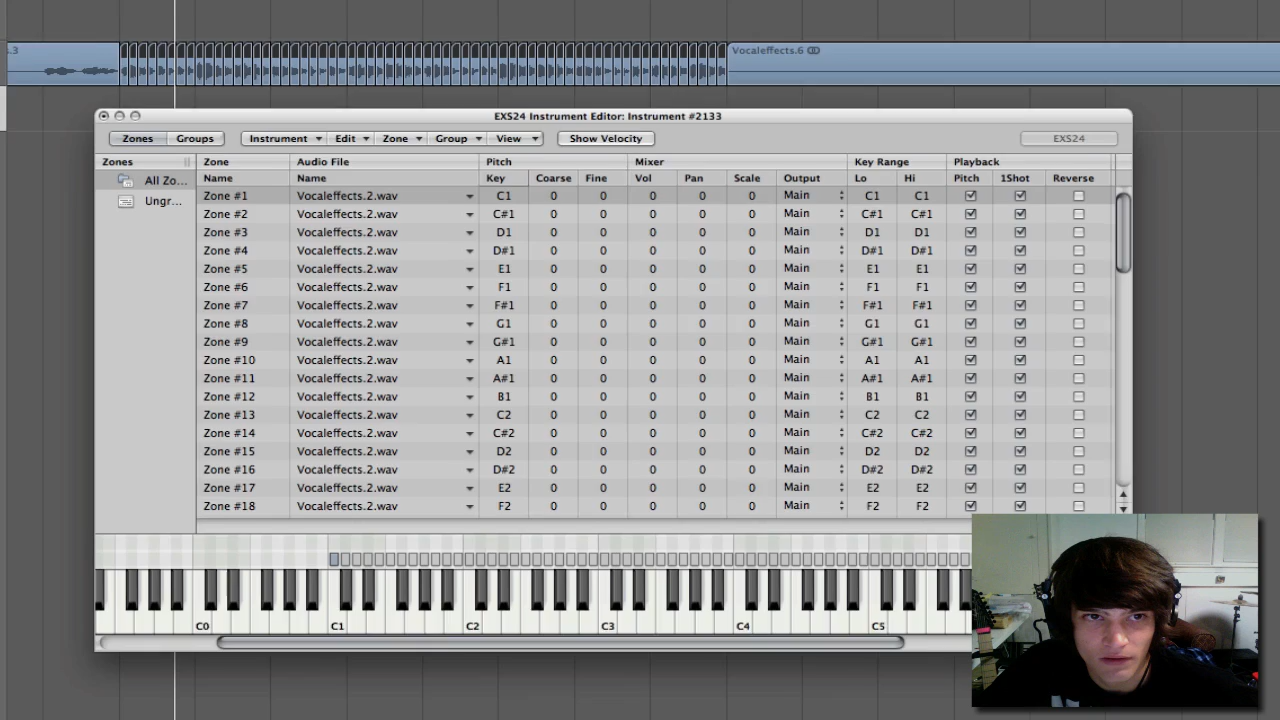 .3
Vocaleffects.6
EXS24 Instrument Editor: Instrument #2133
Zones Groups Instrument Edit Zone Group View Show Velocity EXS24
Zones Zone Audio File Pitch Mixer Key Range Playback
All Zo... Name Name Key Coarse Fine Vol Pan Scale Output Lo Hi Pitch 1Shot Reverse
Ungr... Zone #1 Vocaleffects.2.wav C1 0 0 0 0 0 Main C1 C1
Zone #2 Vocaleffects.2.wav C#1 0 0 0 0 0 Main C#1 C#1
Zone #3 Vocaleffects.2.wav D1 0 0 0 0 0 Main D1 D1
Zone #4 Vocaleffects.2.wav D#1 0 0 0 0 0 Main D#1 D#1
Zone #5 Vocaleffects.2.wav E1 0 0 0 0 0 Main E1 E1
Zone #6 Vocaleffects.2.wav F1 0 0 0 0 0 Main F1 F1
Zone #7 Vocaleffects.2.wav F#1 0 0 0 0 0 Main F#1 F#1
Zone #8 Vocaleffects.2.wav G1 0 0 0 0 0 Main G1 G1
Zone #9 Vocaleffects.2.wav G#1 0 0 0 0 0 Main G#1 G#1
Zone #10 Vocaleffects.2.wav A1 0 0 0 0 0 Main A1 A1
Zone #11 Vocaleffects.2.wav A#1 0 0 0 0 0 Main A#1 A#1
Zone #12 Vocaleffects.2.wav B1 0 0 0 0 0 Main B1 B1
Zone #13 Vocaleffects.2.wav C2 0 0 0 0 0 Main C2 C2
Zone #14 Vocaleffects.2.wav C#2 0 0 0 0 0 Main C#2 C#2
Zone #15 Vocaleffects.2.wav D2 0 0 0 0 0 Main D2 D2
Zone #16 Vocaleffects.2.wav D#2 0 0 0 0 0 Main D#2 D#2
Zone #17 Vocaleffects.2.wav E2 0 0 0 0 0 Main E2 E2
Zone #18 Vocaleffects.2.wav F2 0 0 0 0 0 Main F2 F2
C0 C1 C2 C3 C4 C5